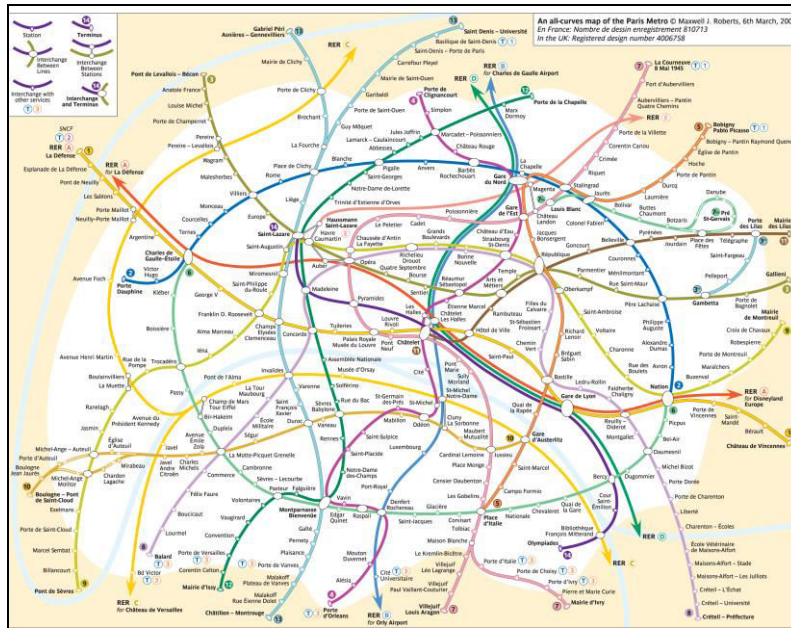 An all-curves map of the Paris Metro © Maxwell J. Roberts, 6th March, 200
En France: Nombre de dessin enregistrement 810713
In the UK: Registered design number 4006758
Station
Terminus
Interchange
Between
Lines
Interchange
Between
Stations
Interchange with
other services
Interchange
and Terminus
Gabriel Péri
Asnières – Gennevilliers
Saint Denis – Université
Basilique de Saint-Denis
Saint-Denis – Porte de
Paris
Carrefour Pleyel
Mairie de Saint-Ouen
Garibaldi
Porte de Saint-Ouen
Guy Môquet
Mairie de Clichy
Porte de Clichy
Brochant
La Fourche
Place de Clichy
Pont de Levallois – Bécon
Anatole France
Louise Michel
Porte de Champerret
Pereire
Pereire – Levallois
Wagram
Malesherbes
Villiers
Rome
Europe
Liège
Monceau
Courcelles
Ternes
RER A
for La Défense
SNCF
RER A
La Défense
Esplanade de La Défense
Pont de Neuilly
Les Sablons
Porte Maillot
Neuilly-Porte Maillot
Argentine
Charles de
Gaulle–Étoile
Avenue Foch
Victor
Hugo
Porte
Dauphine
Kléber
Boissière
Trocadéro
Iéna
Alma Marceau
George V
Franklin D. Roosevelt
Saint-Philippe
du-Roule
Miromesnil
Saint-Augustin
Saint-Lazare
Haussmann
Saint-Lazare
Havre
Caumartin
Auber
Opéra
Madeleine
Pyramides
Concorde
Champs
Elysées
Clemenceau
Tuileries
Palais Royale
Musée du Louvre
Louvre
Rivoli
Pont
Neuf
Châtelet
Châtelet
Les Halles
Les
Halles
Porte de
Clignancourt
Simplon
Jules Joffrin
Lamarck – Caulaincourt
Abbesses
Blanche
Pigalle
Anvers
Barbès
Rochechouart
Château Rouge
Marcadet – Poissonniers
Marx
Dormoy
Porte de la Chapelle
RER C
RER D
RER B
for Charles de Gaulle Airport
La
Chapelle
Gare
du Nord
Magenta
Gare de
l'Est
Château
Landon
Louis Blanc
Stalingrad
Jaurès
La Courneuve
8 Mai 1945
Fort d'Aubervilliers
Aubervilliers – Pantin
Quatre Chemins
Porte de la Villette
Corentin Cariou
Crimée
Riquet
Bobigny
Pablo Picasso
Bobigny – Pantin Raymond Quene
Église de Pantin
Hoche
Porte de Pantin
Ourcq
Laumière
Bolivar
Buttes
Chaumont
Botzaris
Danube
Pré
St-Gervais
Place des
Fêtes
Télégraphe
Porte
des Lilas
Mairie
des Lilas
Saint-Fargeau
Pelleport
Gambetta
Porte de
Bagnolet
Gallieni
Jourdain
Pyrénées
Belleville
Colonel Fabien
Jacques
Bonsergent
Goncourt
République
Parmentier
Couronnes
Ménilmontant
Rue Saint-Maur
Père Lachaise
Oberkampf
Saint-Ambroise
Philippe
Auguste
Alexandre
Dumas
Avron
Voltaire
Charonne
Rue des
Boulets
Mairie
de Montreuil
Croix de Chavaux
Robespierre
Porte de Montreuil
Maraîchers
Buzenval
Nation
RER A
for Disneyland
Europe
Porte de
Vincennes
Saint-
Mandé
Bérault
Château de Vincennes
Saint-
Georges
Notre-Dame-de-Lorette
Trinité d'Estienne d'Orves
Poissonnière
Cadet
Le Peletier
Chaussée d'Antin
La Fayette
Grands
Boulevards
Richelieu
Drouot
Quatre Septembre
Bourse
Sentier
Bonne
Nouvelle
Strasbourg
St-Denis
Château d'Eau
Réaumur
Sébastopol
Arts et
Métiers
Temple
Étienne Marcel
Rambuteau
Hôtel de Ville
Filles du
Calvaire
St-Sébastien
Froissart
Chemin
Vert
Saint-Paul
Richard
Lenoir
Bréguet
Sabin
Bastille
Ledru-Rollin
Faidherbe
Chaligny
Quai de
la Rapée
Gare de Lyon
Reuilly –
Diderot
Montgallet
Picpus
Bel-Air
Daumesnil
Dugommier
Bercy
Michel Bizot
Porte Dorée
Porte de Charenton
Liberté
Charenton – Écoles
École Vétérinaire
de Maisons-Alfort
Maisons-Alfort – Stade
Maisons-Alfort – Les Juilliots
Créteil – L'Échat
Créteil – Université
Créteil – Préfecture
Cour
Saint-Émilion
Bibliothèque
François Mitterand
Olympiades
RER D
RER C
Gare
d'Austerlitz
Saint-Marcel
Campo Formio
Place
d'Italie
Nationale
Chevaleret
Quai de
la Gare
Cité
Pont
Marie
Sully
Morland
St-Michel
Notre-Dame
St-Michel
St-Germain
des-Prés
Mabillon
Odéon
Cluny
La Sorbonne
Maubert
Mutualité
Cardinal Lemoine
Jussieu
Place Monge
Censier Daubenton
Les Gobelins
Luxembourg
Port-Royal
Denfert
Rochereau
Saint-Jacques
Glacière
Corvisart
Tolbiac
Maison Blanche
Le Kremlin-Bicêtre
Villejuif
Léo Lagrange
Villejuif
Paul Vaillant-Couturier
Villejuif
Louis Aragon
Porte d'Italie
Porte de Choisy
Porte d'Ivry
Pierre et Marie Curie
Mairie d'Ivry
Cité
Universitaire
RER B
for Orly Airport
Mouton
Duvernet
Alésia
Porte
d'Orléans
Raspail
Edgar
Quinet
Vavin
Montparnasse
Bienvenüe
Gaîté
Pernety
Plaisance
Porte de Vanves
Malakoff
Plateau de Vanves
Malakoff
Rue Étienne Dolet
Châtillon – Montrouge
Notre-Dame
des-Champs
Saint-Placide
Saint-Sulpice
Rennes
Sèvres
Babylone
Rue du Bac
Solférino
Assemblée Nationale
Musée d'Orsay
Invalides
Varenne
Saint
François
Xavier
Duroc
Vaneau
Falguière
Pasteur
Volontaires
Vaugirard
Convention
Porte de Versailles
Corentin Celton
Mairie d'Issy
Sèvres – Lecourbe
Cambronne
La Motte-Picquet Grenelle
Ségur
École
Militaire
La Tour
Maubourg
Pont de l'Alma
Champ de Mars
Tour Eiffel
Bir-Hakeim
Dupleix
Passy
Avenue
Émile
Zola
Charles
Michels
Commerce
Félix Faure
Boucicaut
Lourmel
Balard
Bd Victor
Javel
André
Citroën
Javel
Mirabeau
Avenue du
Président Kennedy
Avenue Henri Martin
Rue de la
Pompe
Boulainvilliers
La Muette
Ranelagh
Jasmin
Église
d'Auteuil
Michel-Ange – Auteuil
Porte d'Auteuil
Boulogne
Jean Jaurès
Boulogne – Pont
de Saint-Cloud
Michel-Ange
Molitor
Chardon
Lagache
Exelmans
Porte de Saint-Cloud
Marcel Sembat
Billancourt
Pont de Sèvres
RER C
for Château de Versailles